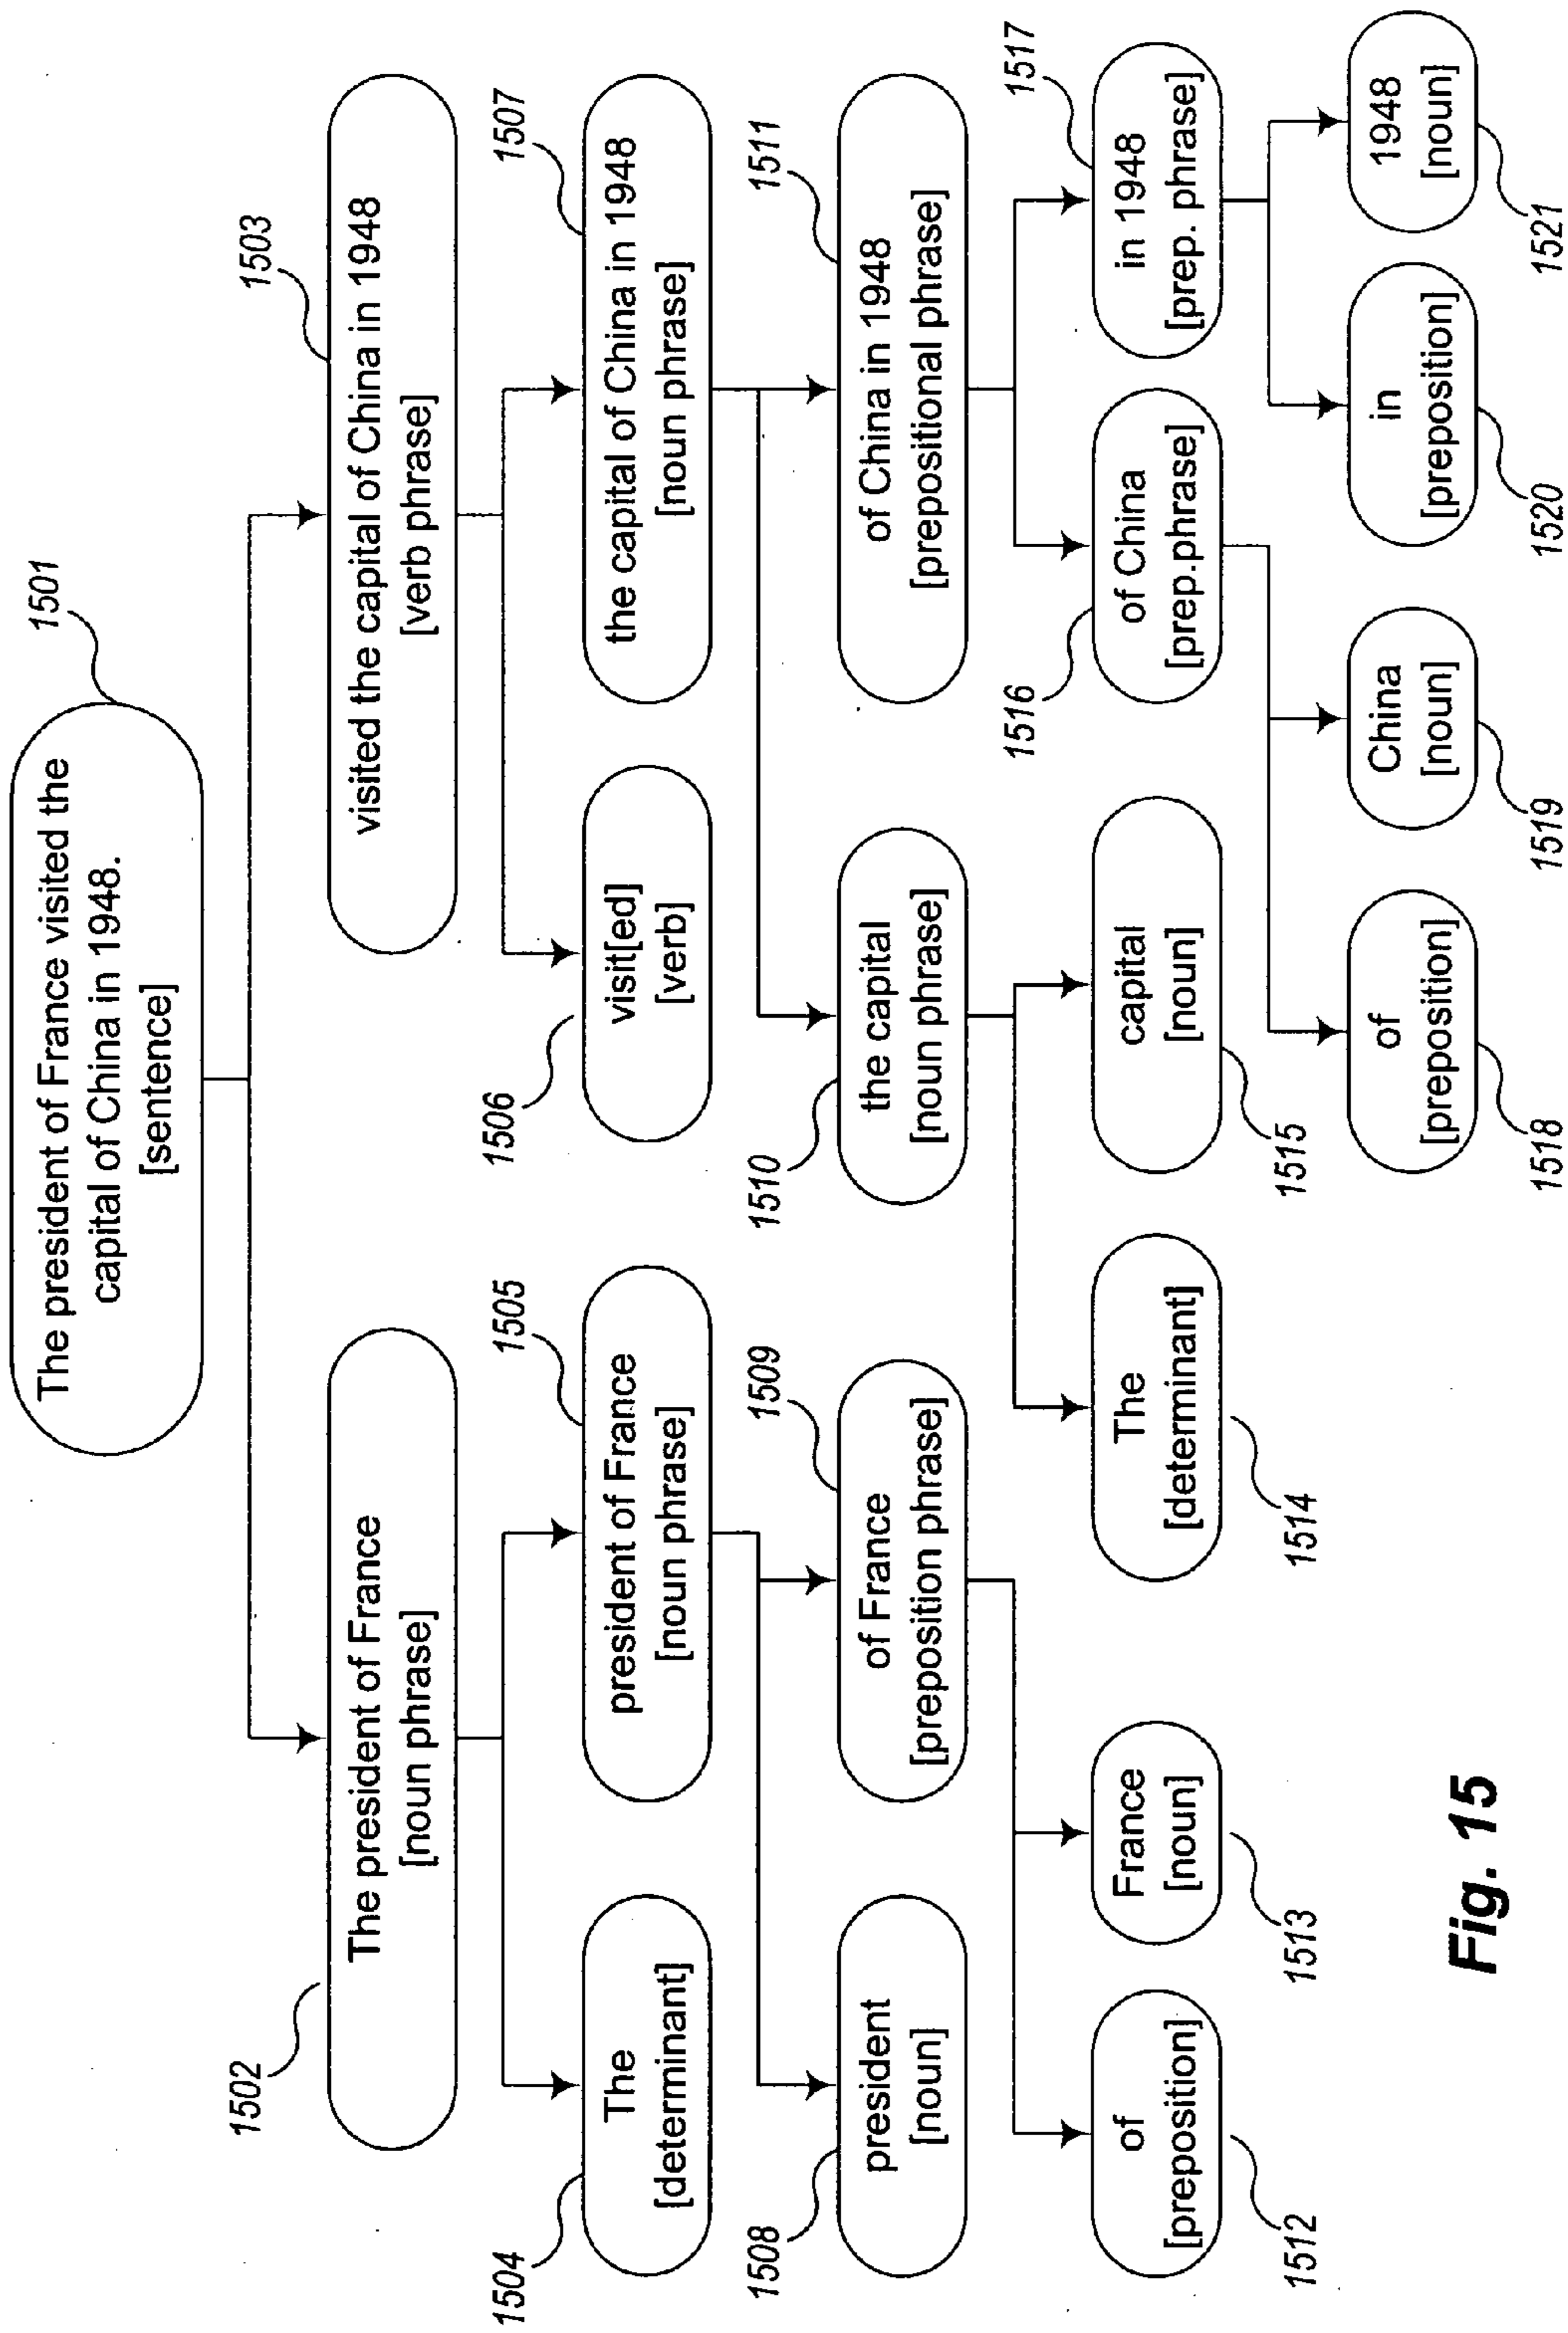 1501
The president of France visited the
capital of China in 1948.
[sentence]
1502
The president of France
[noun phrase]
1503
visited the capital of China in 1948
[verb phrase]
1504
The
[determinant]
1505
president of France
[noun phrase]
1506
visit[ed]
[verb]
1507
the capital of China in 1948
[noun phrase]
1508
president
[noun]
1509
of France
[preposition phrase]
1510
the capital
[noun phrase]
1511
of China in 1948
[prepositional phrase]
1512
of
[preposition]
1513
France
[noun]
1514
The
[determinant]
1515
capital
[noun]
1516
of China
[prep.phrase]
1517
in 1948
[prep. phrase]
1518
of
[preposition]
1519
China
[noun]
1520
in
[preposition]
1521
1948
[noun]
Fig. 15